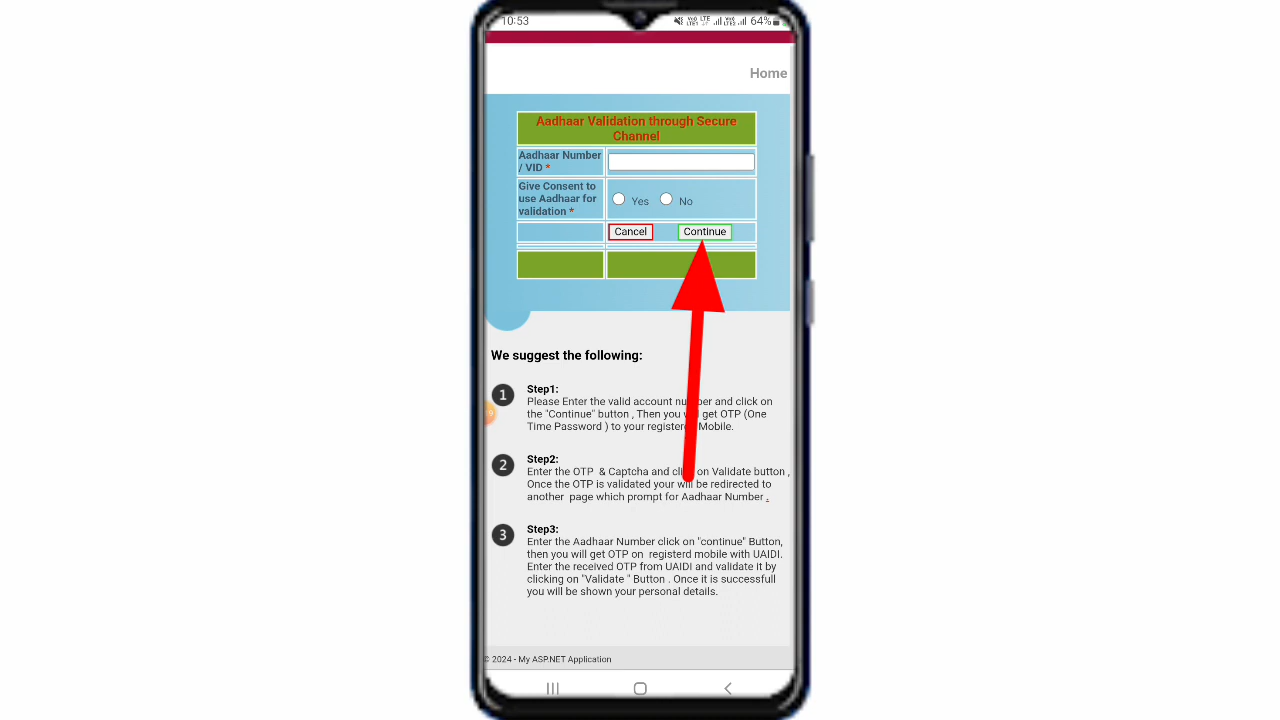 10:53
64%
Home
Aadhaar Validation through Secure
Channel
Aadhaar Number
/ VID *
Give Consent to
use Aadhaar for
validation *
Yes No
Cancel Continue
We suggest the following:
1
Step1:
Please Enter the valid account and click on
the "Continue" button , Then you get OTP (One
Time Password ) to your Mobile.
2
Step2:
Enter the OTP & Captcha and on Validate button ,
Once the OTP is validated your will be redirected to
another page which prompt for Aadhaar Number .
3
Step3:
Enter the Aadhaar Number click on "continue" Button,
then you will get OTP on registerd mobile with UAIDI.
Enter the received OTP from UAIDI and validate it by
clicking on "Validate " Button . Once it is successfull
you will be shown your personal details.
© 2024 - My ASP.NET Application